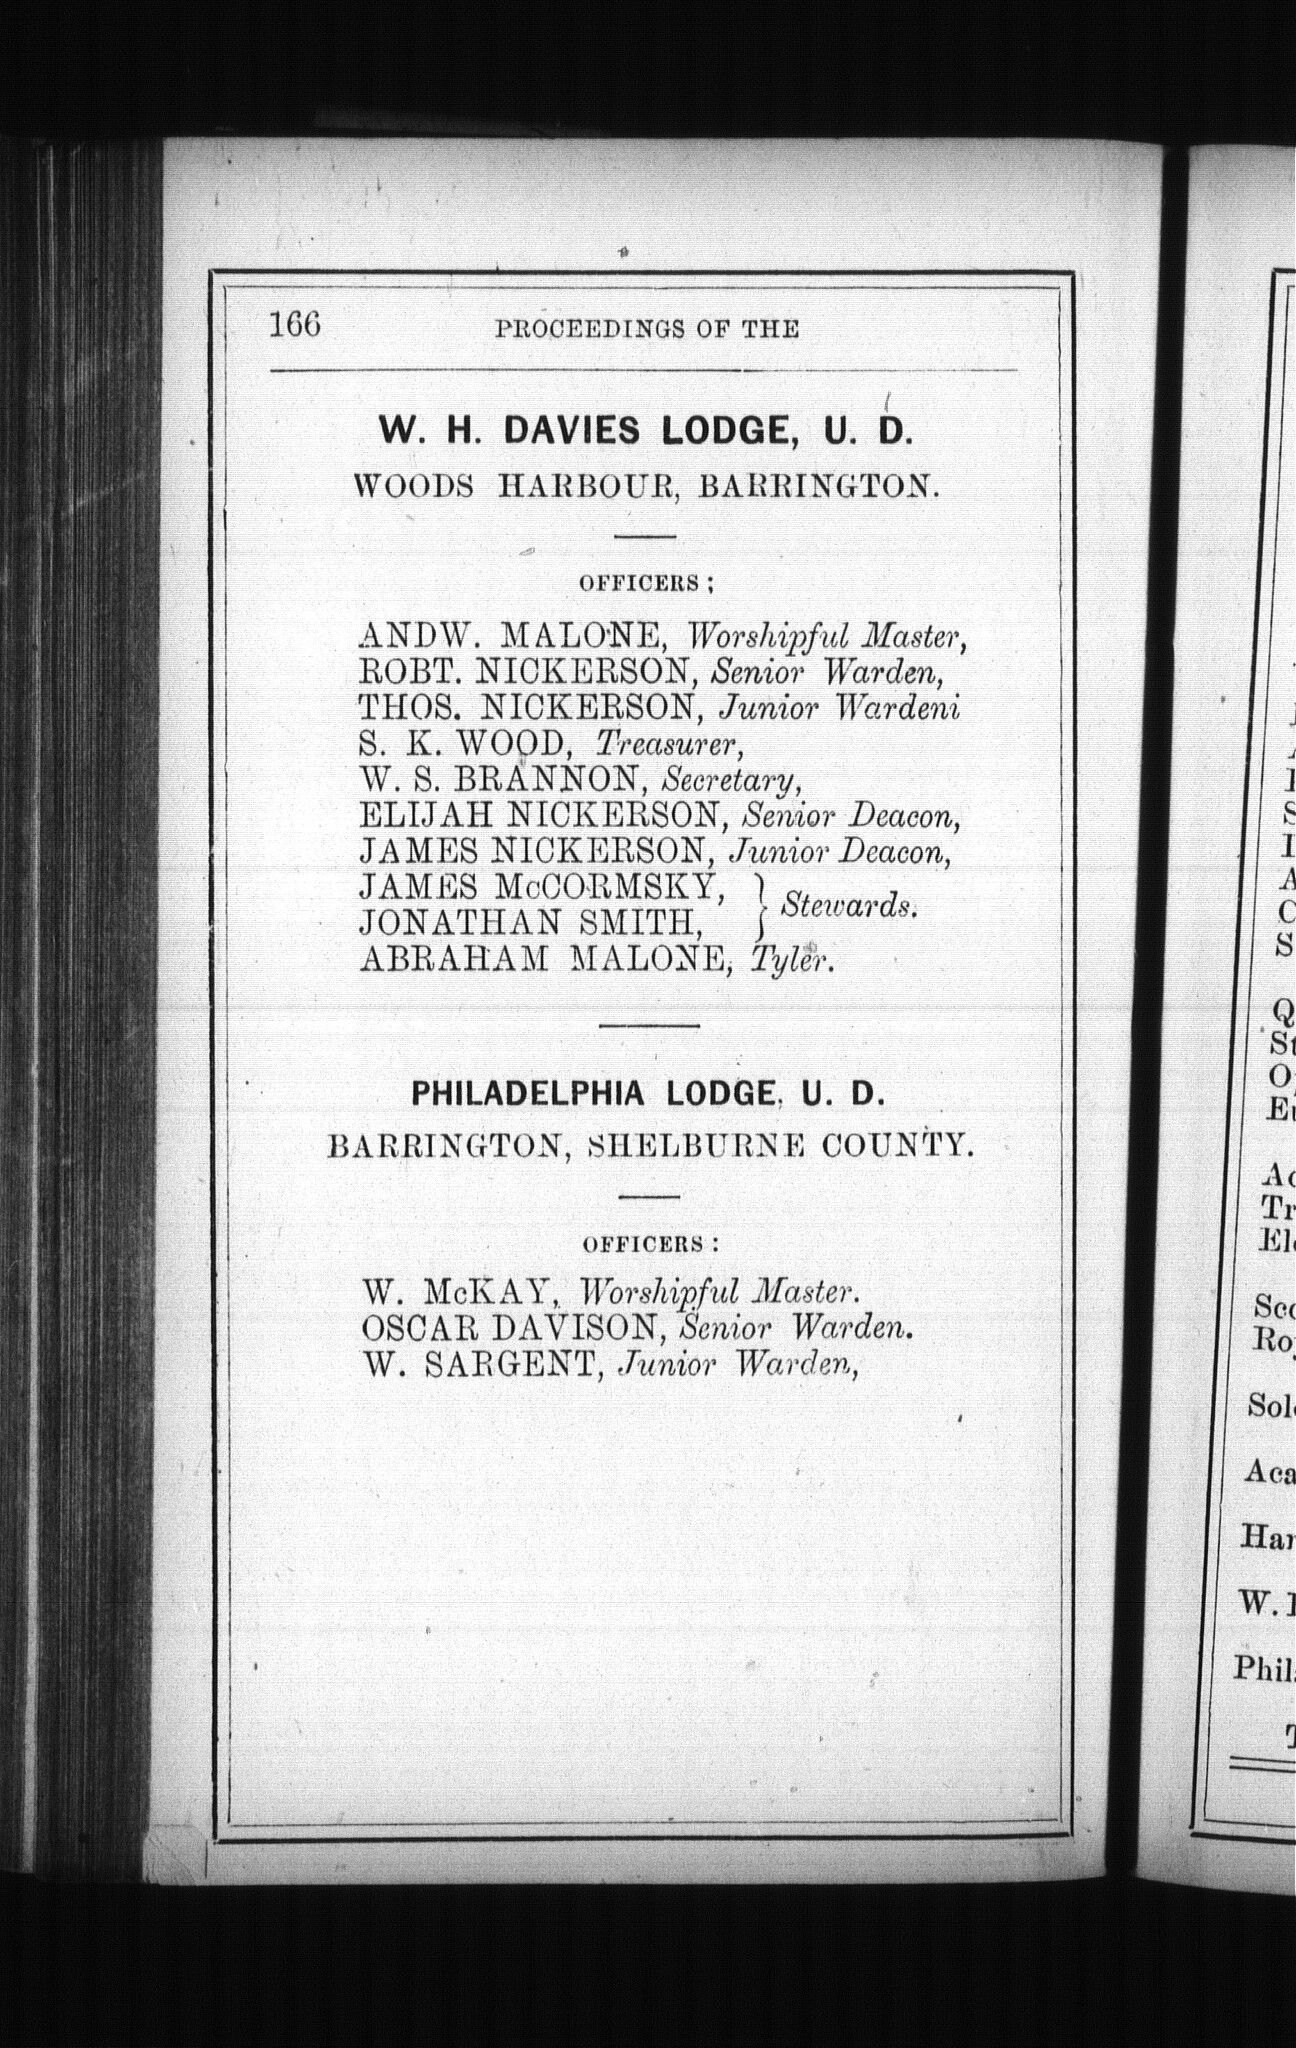 166
PROCEEDINGS OF THE
W. H. DAVIES LODGE, U. D.
WOODS HARBOUR, BARRINGTON.
OFFICERS ;
ANDW. MALONE, Worshipful Master,
ROBT. NICKERSON, Senior Warden,
THOS. NICKERSON, Junior Wardeni
S. K. WOOD, Treasurer,
W. S. BRANNON, Secretary,
ELIJAH NICKERSON, Senior Deacon,
JAMES NICKERSON, Junior Deacon,
JAMES McCORMSKY,
JONATHAN SMITH, } Stewards.
ABRAHAM MALONE, Tyler.
PHILADELPHIA LODGE, U. D.
BARRINGTON, SHELBURNE COUNTY.
OFFICERS :
W. McKAY, Worshipful Master.
OSCAR DAVISON, Senior Warden.
W. SARGENT, Junior Warden,